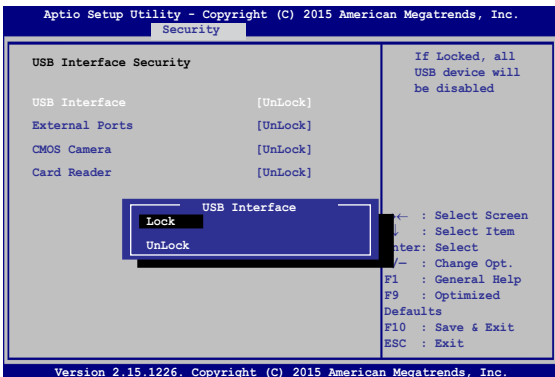 Aptio Setup Utility - Copyright (C) 2015 American Megatrends, Inc.
Security
USB Interface Security
USB Interface [UnLock]
External Ports [UnLock]
CMOS Camera [UnLock]
Card Reader [UnLock]
If Locked, all
USB device will
be disabled
USB Interface
Lock
UnLock
← : Select Screen
↓ : Select Item
nter: Select
/— : Change Opt.
F1 : General Help
F9 : Optimized
Defaults
F10 : Save & Exit
ESC : Exit
Version 2.15.1226. Copyright (C) 2015 American Megatrends, Inc.